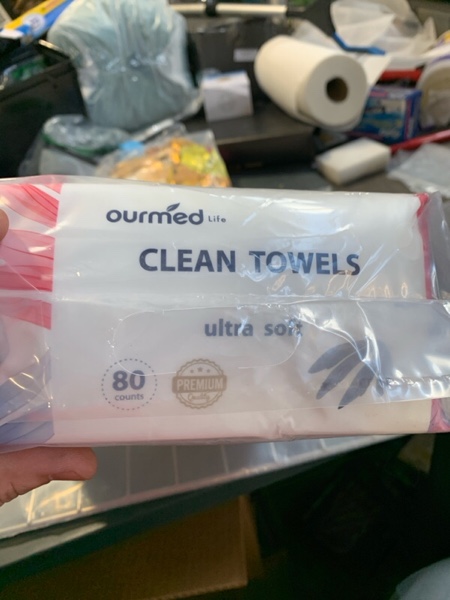 ourmed Life
CLEAN TOWELS
ultra soft
80
counts
PREMIUM
Quality